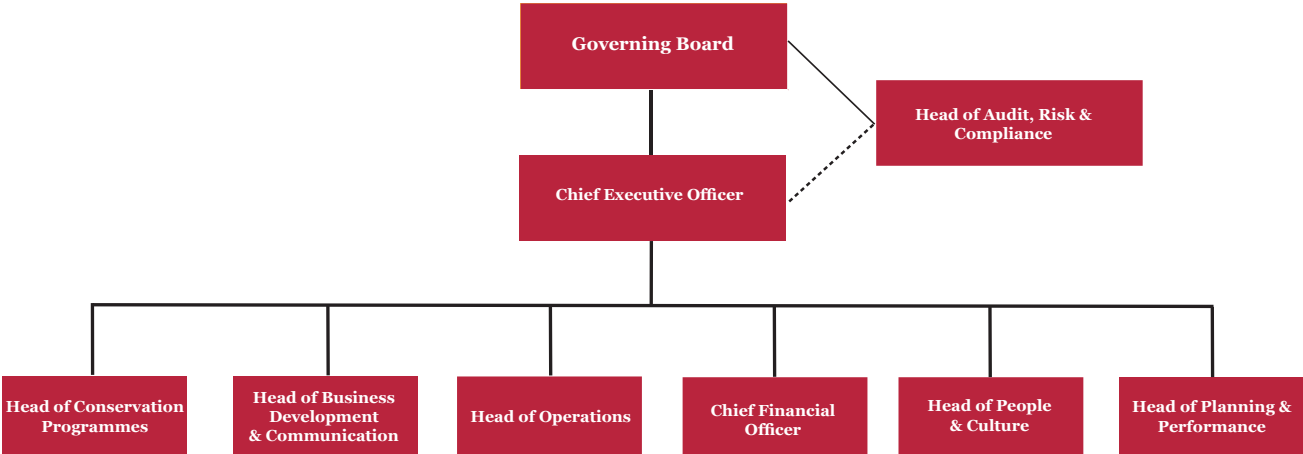 Governing Board
Head of Audit, Risk &
Compliance
Chief Executive Officer
Head of Conservation
Programmes
Head of Business
Development
& Communication
Head of Operations
Chief Financial
Officer
Head of People
& Culture
Head of Planning &
Performance